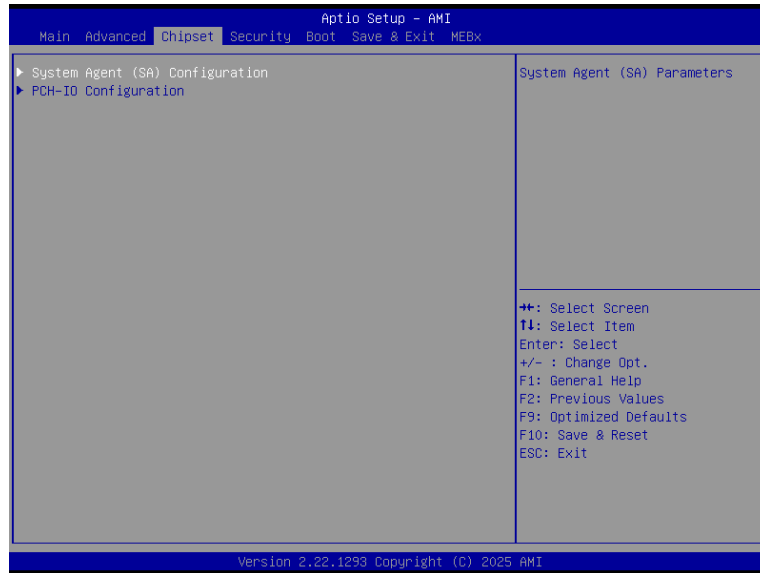 Aptio Setup – AMI
Main Advanced Chipset Security Boot Save & Exit MEBx
System Agent (SA) Configuration
PCH-IO Configuration
System Agent (SA) Parameters
→←: Select Screen
↑↓: Select Item
Enter: Select
+/- : Change Opt.
F1: General Help
F2: Previous Values
F9: Optimized Defaults
F10: Save & Reset
ESC: Exit
Version 2.22.1293 Copyright (C) 2025 AMI